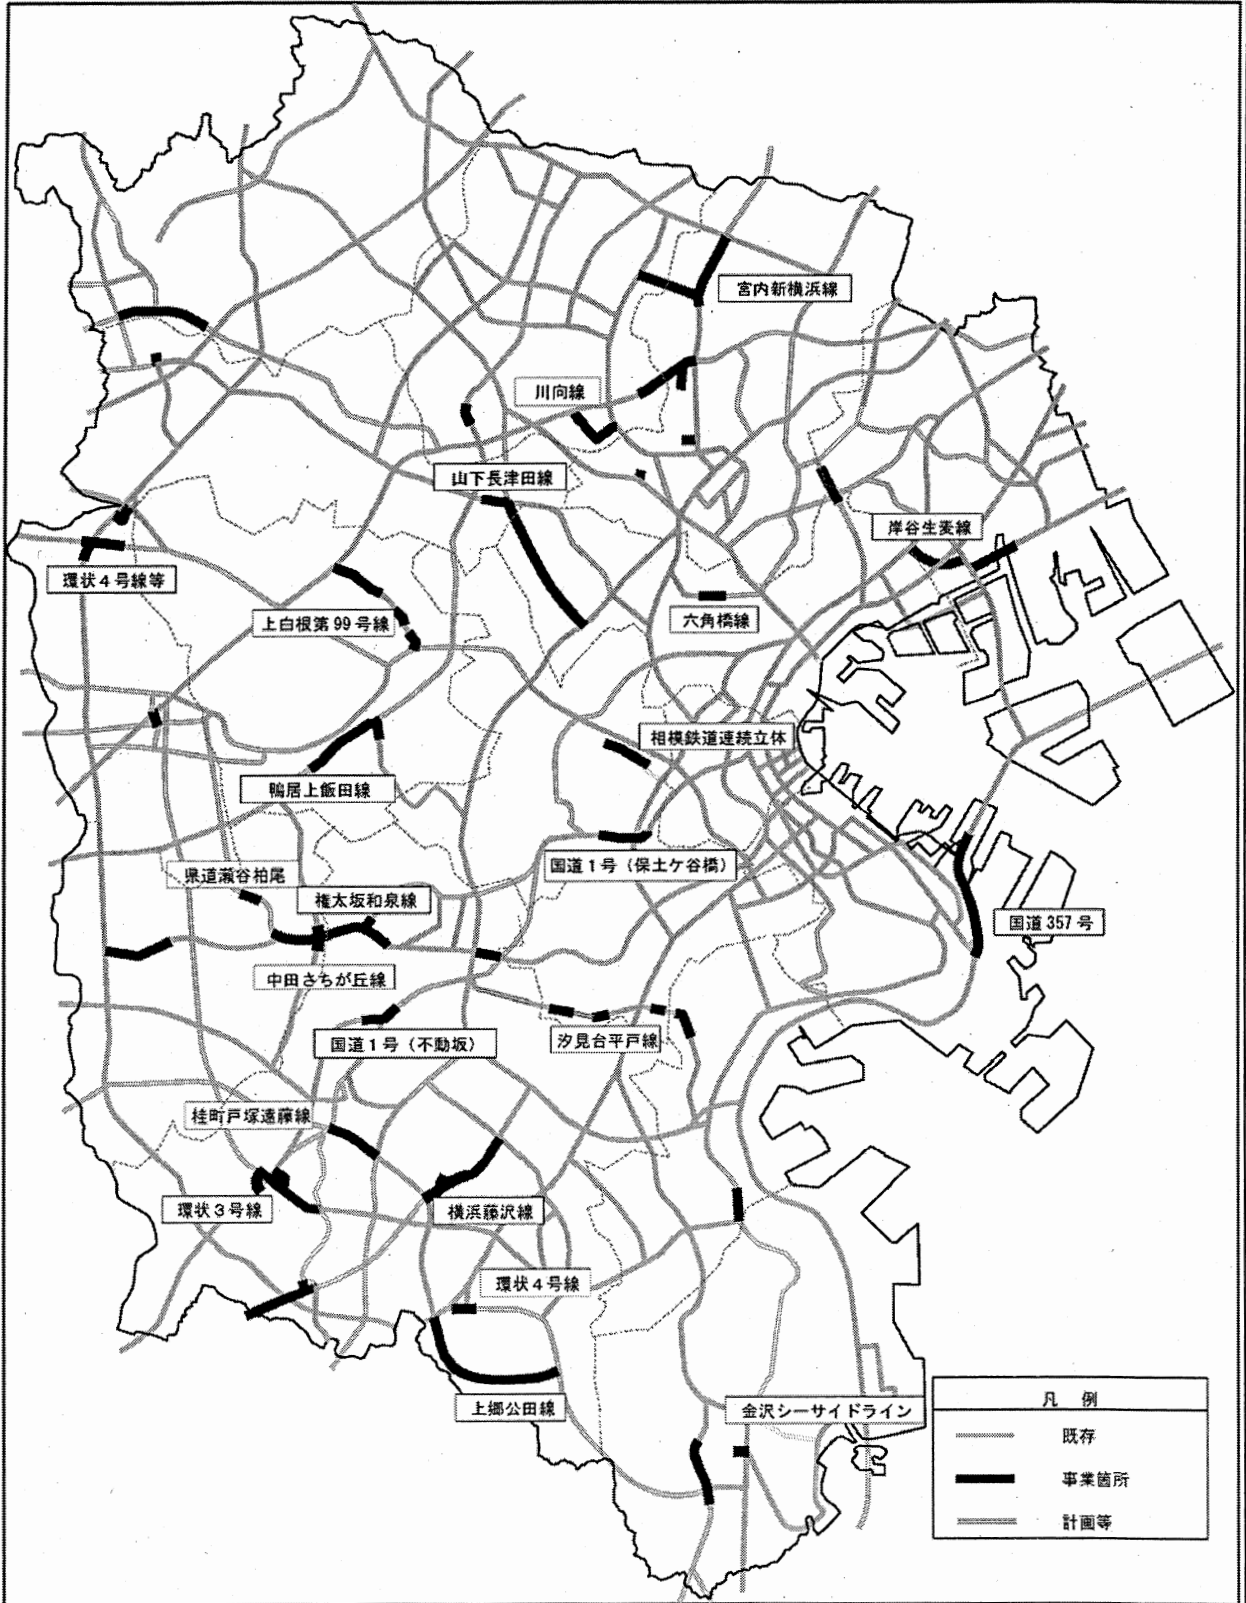 宮内新横浜線
川向線
山下長津田線
岸谷生麦線
環状4号線等
上白根第99号線
六角橋線
相模鉄道連続立体
鴨居上飯田線
国道1号(保土ケ谷橋)
県道瀬谷柏尾
権太坂和泉線
国道357号
中田さちが丘線
国道1号(不動坂)
汐見台平戸線
桂町戸塚遠藤線
環状3号線
横浜藤沢線
環状4号線
上郷公田線
金沢シーサイドライン
凡 例
既存
事業箇所
計画等